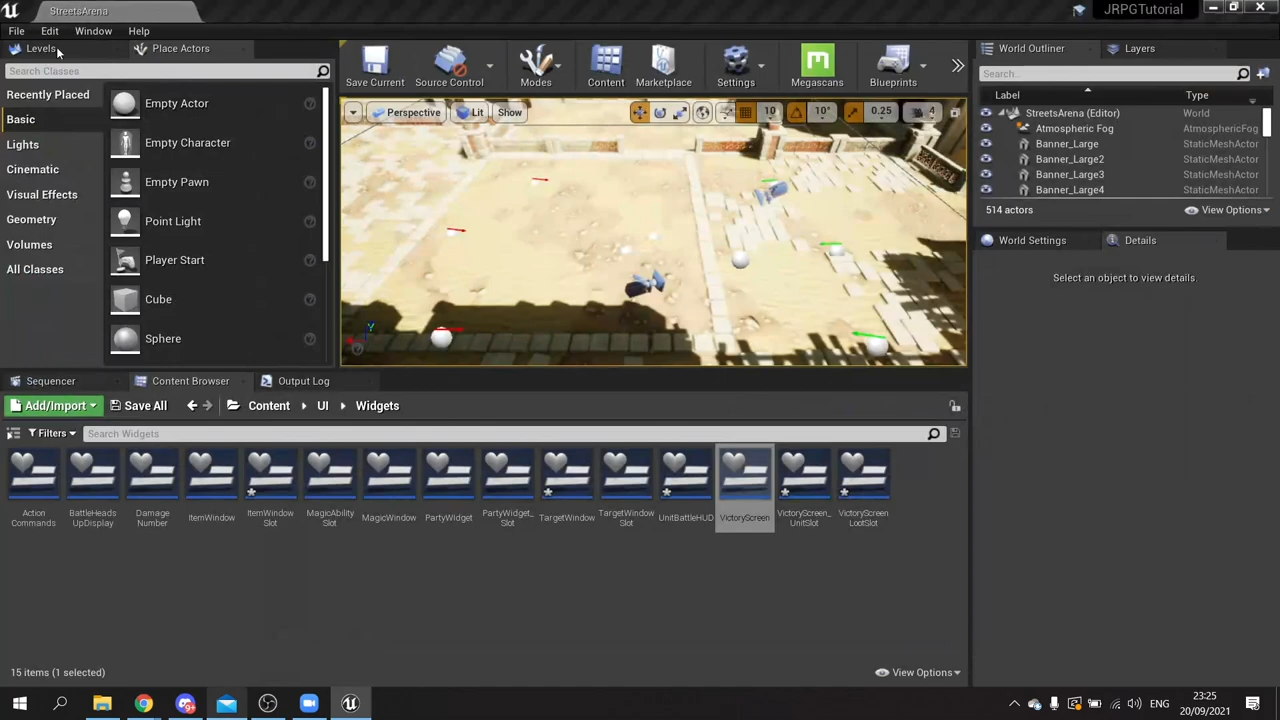 StreetsArena
JRPGTutorial
File Edit Window Help
Levels Place Actors
Search Classes
Recently Placed
Basic
Lights
Cinematic
Visual Effects
Geometry
Volumes
All Classes
Empty Actor
Empty Character
Empty Pawn
Point Light
Player Start
Cube
Sphere
Save Current Source Control Modes Content Marketplace Settings Megascans Blueprints
Perspective Lit Show 10 10° 0.25 4
World Outliner Layers
Search...
Label Type
StreetsArena (Editor) World
Atmospheric Fog AtmosphericFog
Banner_Large StaticMeshActor
Banner_Large2 StaticMeshActor
Banner_Large3 StaticMeshActor
Banner_Large4 StaticMeshActor
514 actors View Options
World Settings Details
Select an object to view details.
Sequencer Content Browser Output Log
Add/Import Save All Content UI Widgets
Filters Search Widgets
Action Commands
BattleHeads UpDisplay
Damage Number
ItemWindow
ItemWindow Slot
MagicAbility Slot
MagicWindow
PartyWidget
PartyWidget_ Slot
TargetWindow
TargetWindow Slot
UnitBattleHUD
VictoryScreen
VictoryScreen_ UnitSlot
VictoryScreen LootSlot
15 items (1 selected) View Options
ENG
23:25
20/09/2021